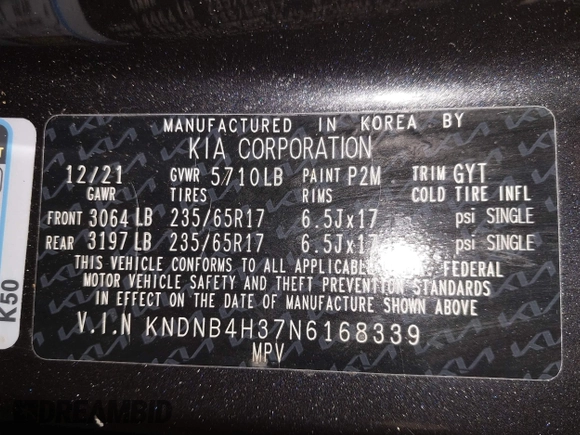 MANUFACTURED IN KOREA BY
KIA CORPORATION
12/21 GVWR 5710LB PAINT P2M TRIM GYT
GAWR TIRES RIMS COLD TIRE INFL
FRONT 3064 LB 235/65R17 6.5Jx17 psi SINGLE
REAR 3197 LB 235/65R17 6.5Jx17 psi SINGLE
THIS VEHICLE CONFORMS TO ALL FEDERAL
MOTOR VEHICLE SAFETY AND THEFT PREVENTION STANDARDS
IN EFFECT ON THE DATE OF MANUFACTURE SHOWN ABOVE
V.I.N KNDNB4H37N6168339
MPV
K50
DREAMBID